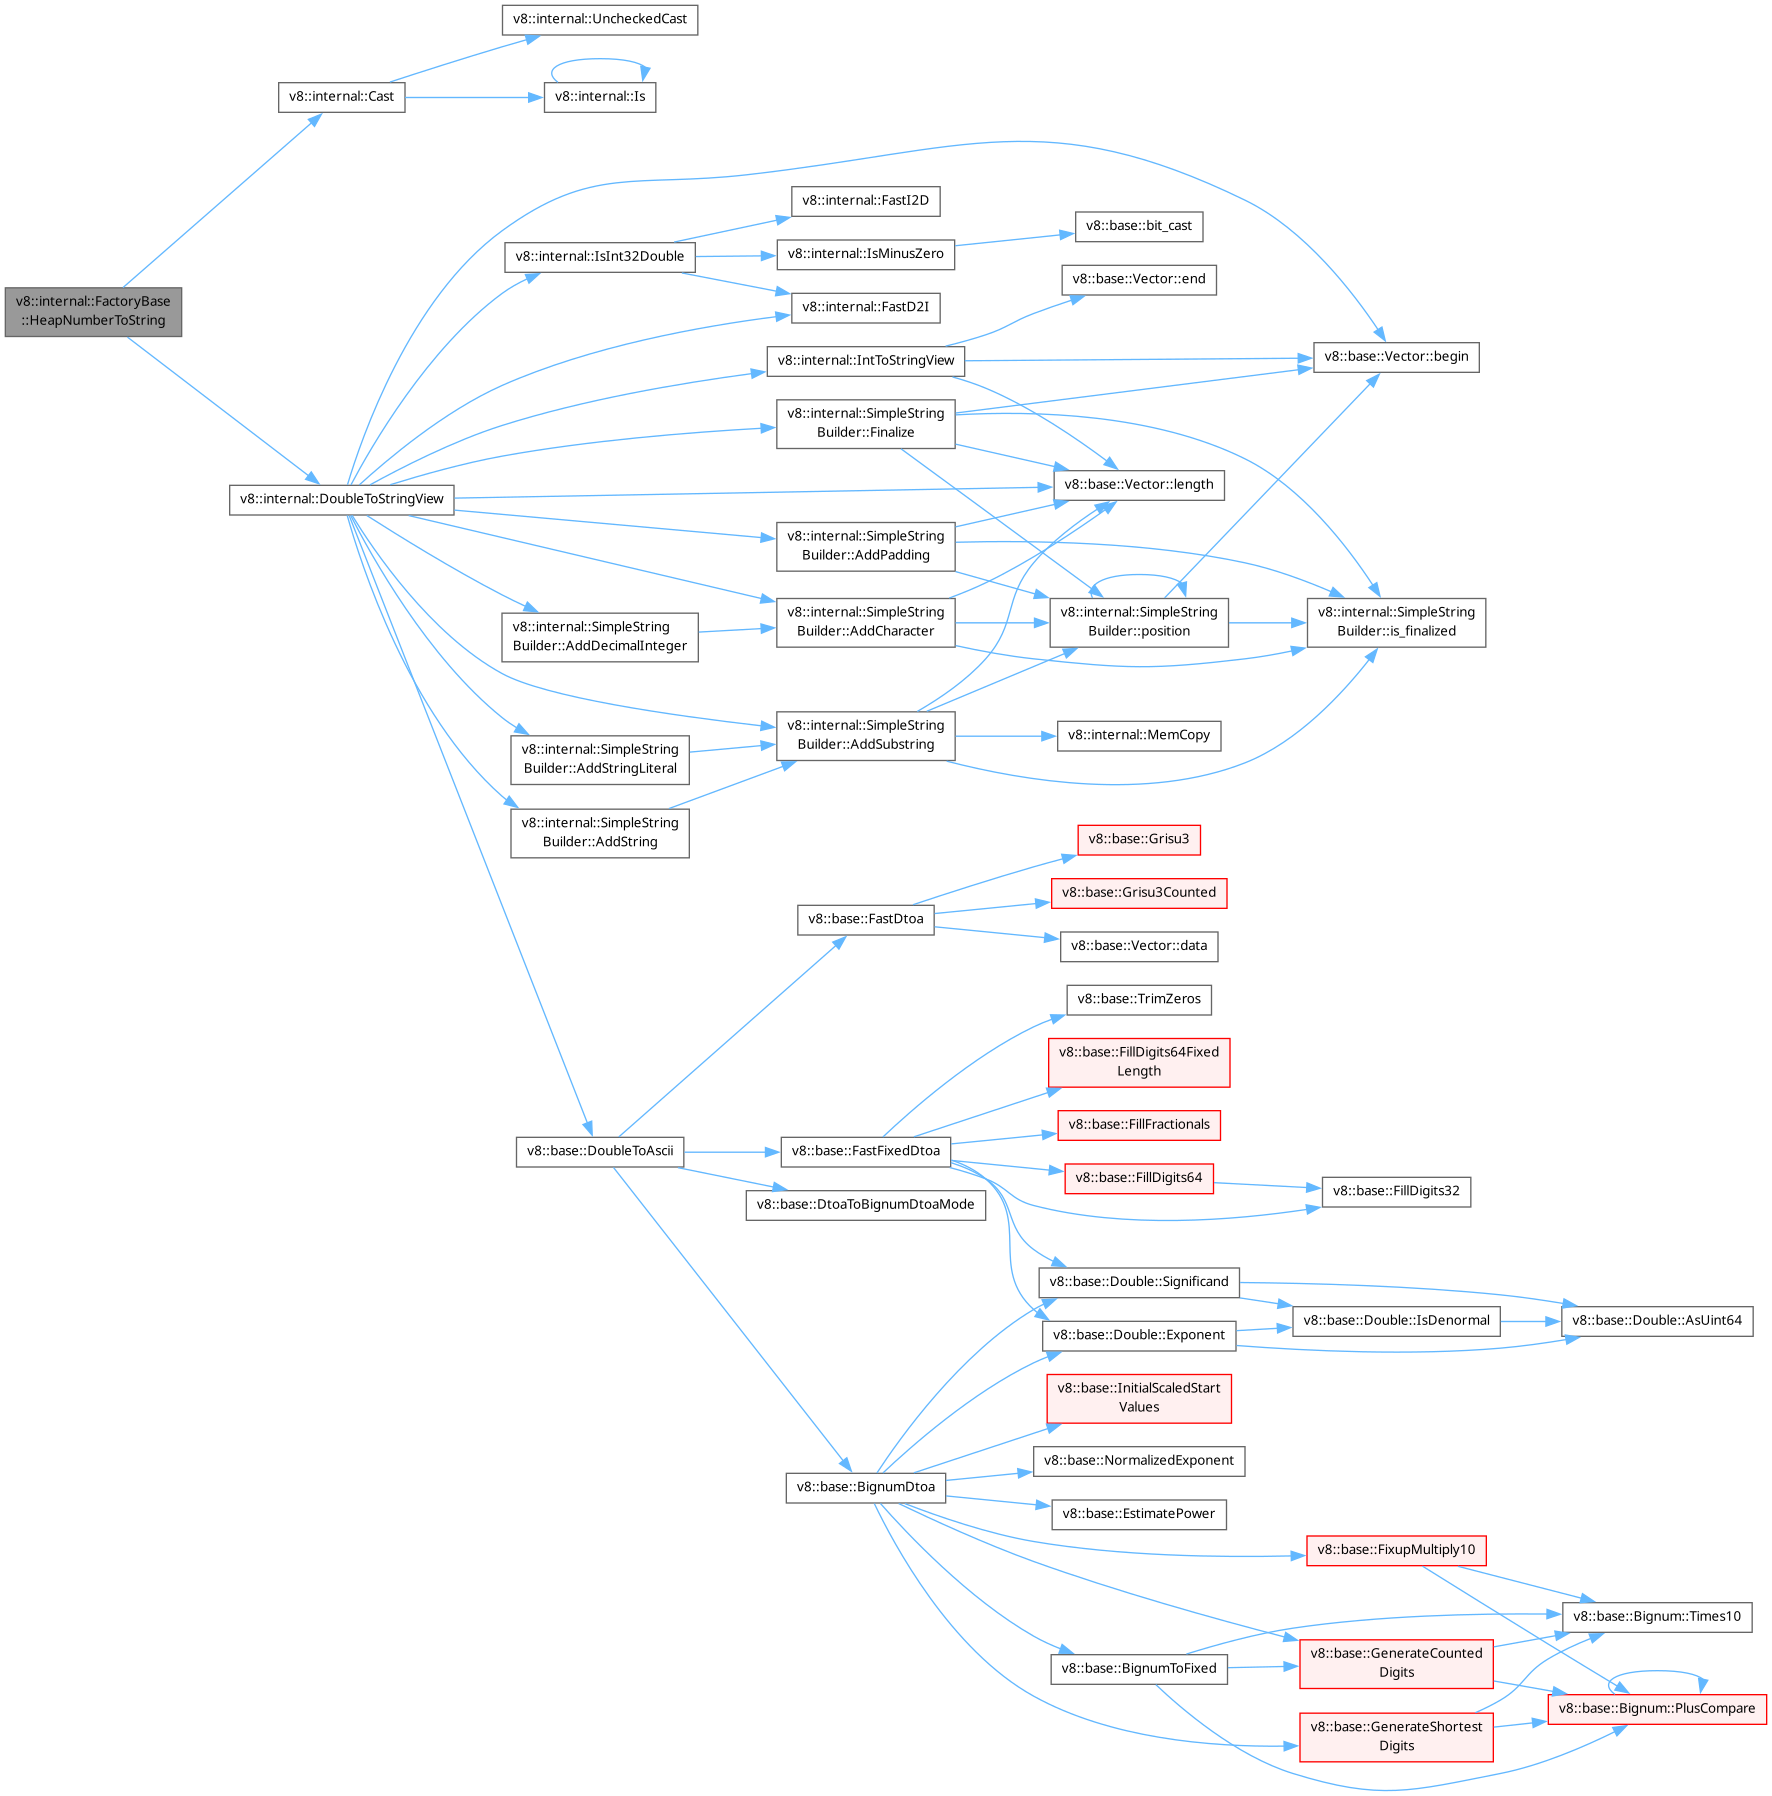 v8::internal::UncheckedCast
v8::internal::Cast
v8::internal::Is
v8::internal::FastI2D
v8::base::bit_cast
v8::internal::IsInt32Double
v8::internal::IsMinusZero
v8::base::Vector::end
v8::internal::FactoryBase
::HeapNumberToString
v8::internal::FastD2I
v8::internal::IntToStringView
v8::base::Vector::begin
v8::internal::SimpleString
Builder::Finalize
v8::internal::DoubleToStringView
v8::base::Vector::length
v8::internal::SimpleString
Builder::AddPadding
v8::internal::SimpleString
Builder::AddDecimalInteger
v8::internal::SimpleString
Builder::AddCharacter
v8::internal::SimpleString
Builder::position
v8::internal::SimpleString
Builder::is_finalized
v8::internal::SimpleString
Builder::AddSubstring
v8::internal::MemCopy
v8::internal::SimpleString
Builder::AddStringLiteral
v8::internal::SimpleString
Builder::AddString
v8::base::Grisu3
v8::base::Grisu3Counted
v8::base::FastDtoa
v8::base::Vector::data
v8::base::TrimZeros
v8::base::FillDigits64Fixed
Length
v8::base::FillFractionals
v8::base::DoubleToAscii
v8::base::FastFixedDtoa
v8::base::FillDigits64
v8::base::FillDigits32
v8::base::DtoaToBignumDtoaMode
v8::base::Double::Significand
v8::base::Double::IsDenormal
v8::base::Double::AsUint64
v8::base::Double::Exponent
v8::base::InitialScaledStart
Values
v8::base::NormalizedExponent
v8::base::BignumDtoa
v8::base::EstimatePower
v8::base::FixupMultiply10
v8::base::Bignum::Times10
v8::base::BignumToFixed
v8::base::GenerateCounted
Digits
v8::base::Bignum::PlusCompare
v8::base::GenerateShortest
Digits